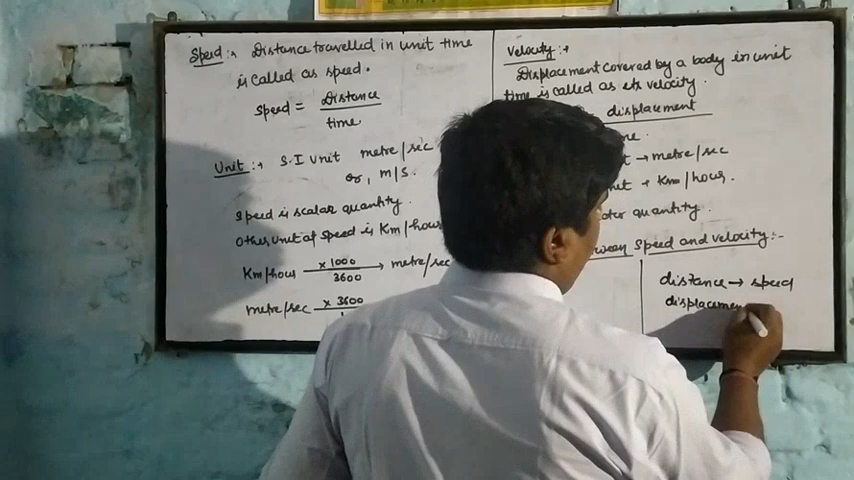 Speed :- Distance travelled in unit time
is called as speed.
Speed = Distance
time
Unit :- S.I Unit metre/sec
or, m/s.
Speed is scalar quantity.
Other unit of speed is Km/hour
Km/hour × 1000 / 3600 → metre/sec
metre/sec × 3600
Velocity :-
Displacement covered by a body in unit
time is called as its velocity.
displacement
→ metre/sec
→ Km/hour.
quantity.
Speed and velocity :-
distance → speed
displacemen